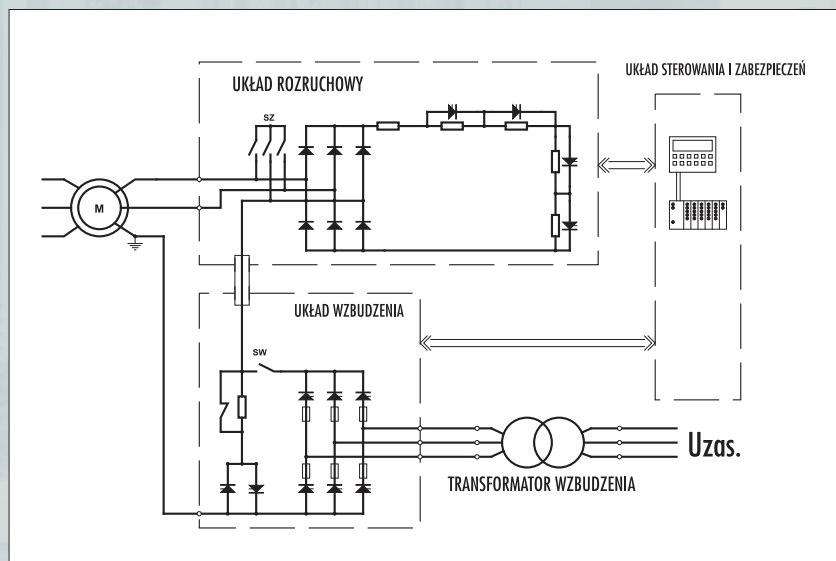 UKŁAD ROZRUCHOWY
UKŁAD STEROWANIA I ZABEZPIECZEŃ
SZ
M
UKŁAD WZBUDZENIA
SW
Uzas.
TRANSFORMATOR WZBUDZENIA